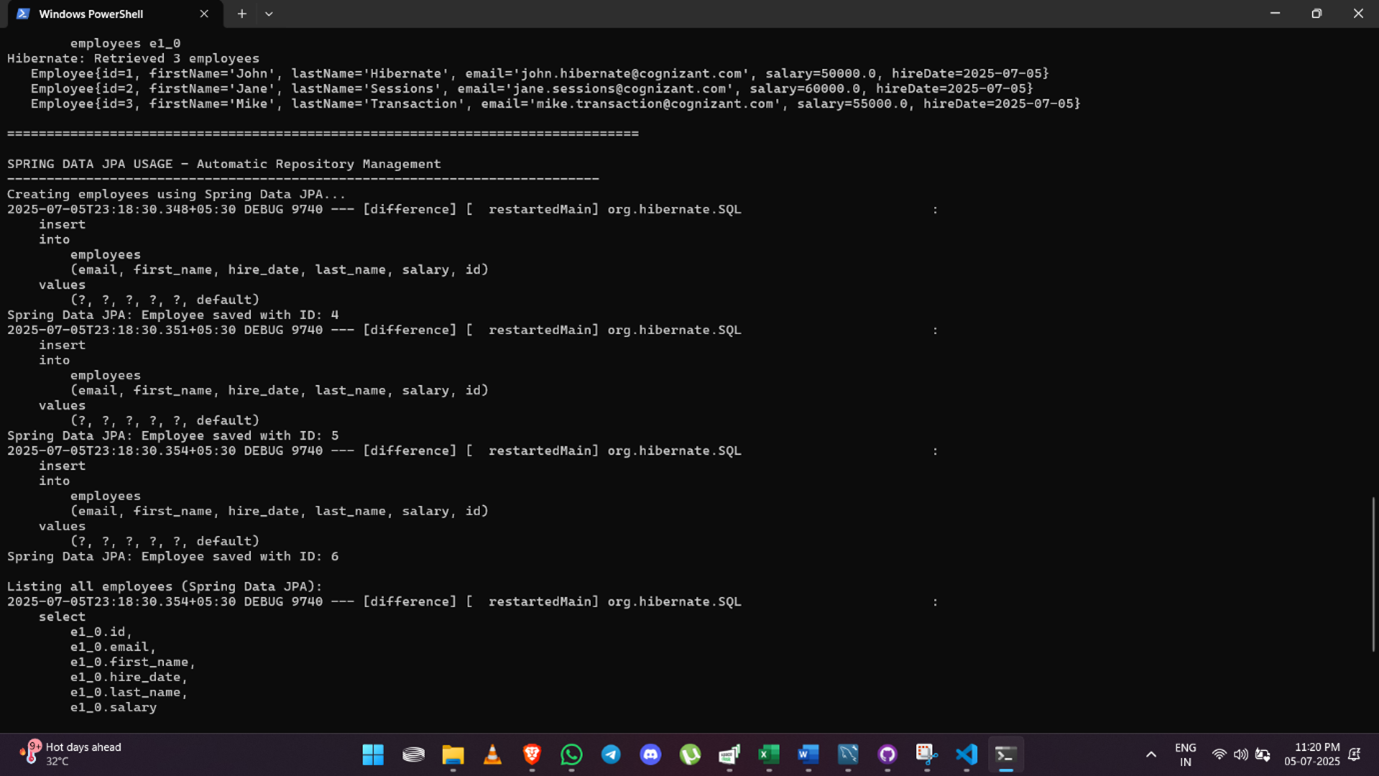 Windows PowerShell
        employees e1_0
Hibernate: Retrieved 3 employees
   Employee{id=1, firstName='John', lastName='Hibernate', email='john.hibernate@cognizant.com', salary=50000.0, hireDate=2025-07-05}
   Employee{id=2, firstName='Jane', lastName='Sessions', email='jane.sessions@cognizant.com', salary=60000.0, hireDate=2025-07-05}
   Employee{id=3, firstName='Mike', lastName='Transaction', email='mike.transaction@cognizant.com', salary=55000.0, hireDate=2025-07-05}
================================================================================
SPRING DATA JPA USAGE - Automatic Repository Management
---------------------------------------------------------------------------
Creating employees using Spring Data JPA...
2025-07-05T23:18:30.348+05:30 DEBUG 9740 --- [difference] [  restartedMain] org.hibernate.SQL                        :
    insert
    into
        employees
        (email, first_name, hire_date, last_name, salary, id)
    values
        (?, ?, ?, ?, ?, default)
Spring Data JPA: Employee saved with ID: 4
2025-07-05T23:18:30.351+05:30 DEBUG 9740 --- [difference] [  restartedMain] org.hibernate.SQL                        :
    insert
    into
        employees
        (email, first_name, hire_date, last_name, salary, id)
    values
        (?, ?, ?, ?, ?, default)
Spring Data JPA: Employee saved with ID: 5
2025-07-05T23:18:30.354+05:30 DEBUG 9740 --- [difference] [  restartedMain] org.hibernate.SQL                        :
    insert
    into
        employees
        (email, first_name, hire_date, last_name, salary, id)
    values
        (?, ?, ?, ?, ?, default)
Spring Data JPA: Employee saved with ID: 6
Listing all employees (Spring Data JPA):
2025-07-05T23:18:30.354+05:30 DEBUG 9740 --- [difference] [  restartedMain] org.hibernate.SQL                        :
    select
        e1_0.id,
        e1_0.email,
        e1_0.first_name,
        e1_0.hire_date,
        e1_0.last_name,
        e1_0.salary
9+
Hot days ahead
32°C
ENG
IN
11:20 PM
05-07-2025